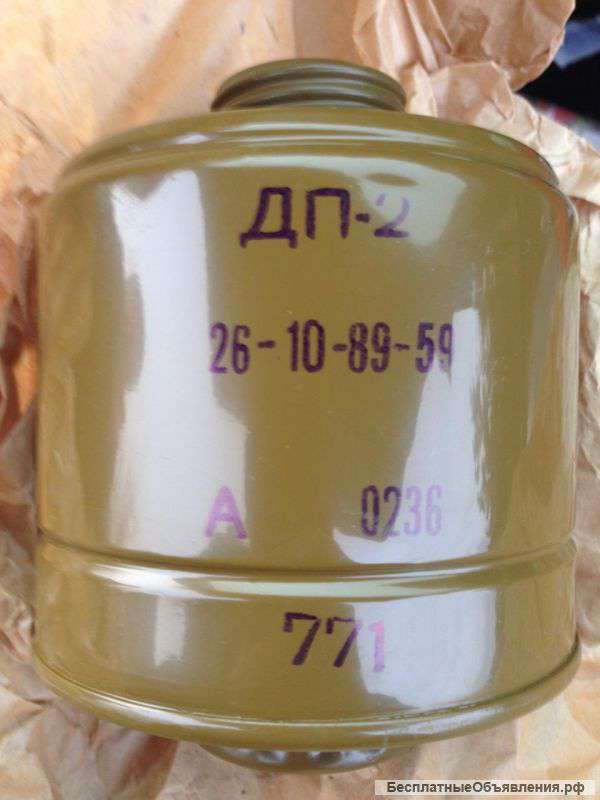 ДП-2
26-10-89-59
А 0236
771
БесплатныеОбъявления.рф